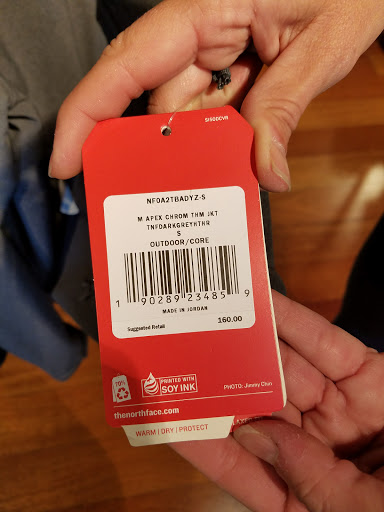 SI500CVR
NF0A2TBADYZ-S
M APEX CHROM THM JKT
TNFDARKGREYHTHR
S
OUTDOOR/CORE
1 90289 23485 9
MADE IN JORDAN
Suggested Retail 160.00
PRINTED WITH
SOY INK
PHOTO: Jimmy Chin
thenorthface.com
WARM | DRY | PROTECT